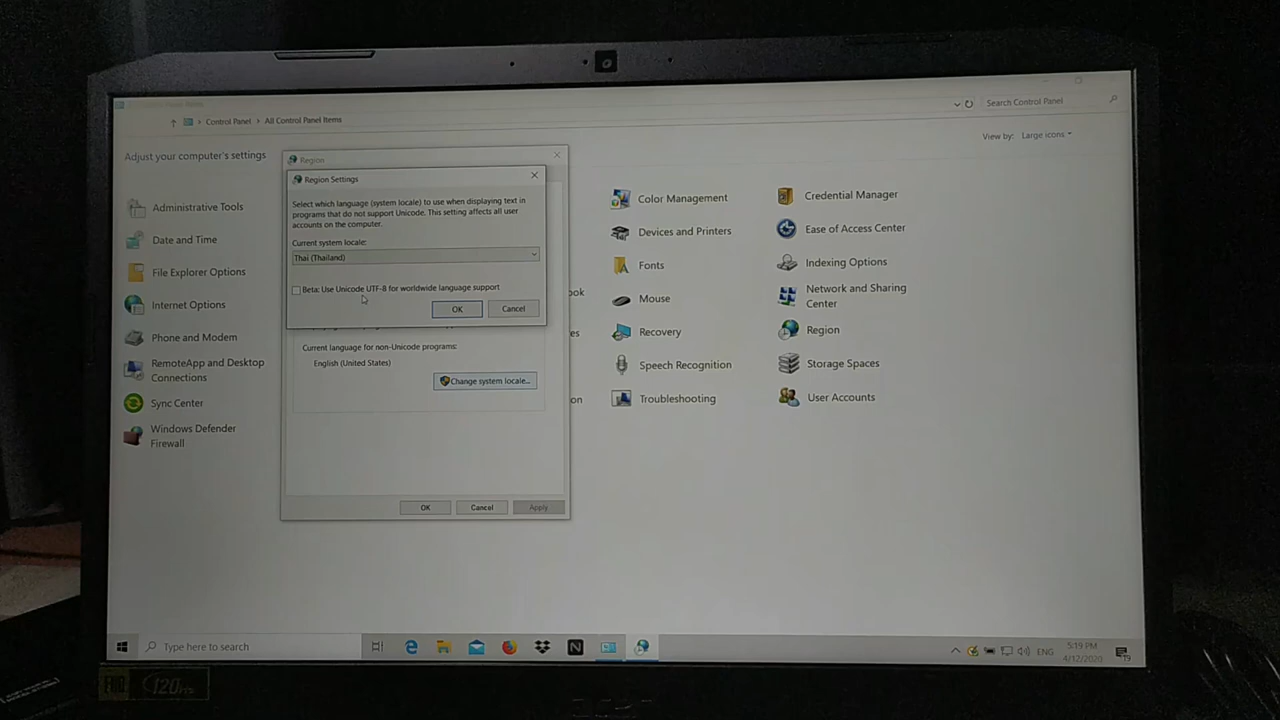 Control Panel > All Control Panel Items
Search Control Panel
Adjust your computer's settings
View by: Large icons
Administrative Tools
Date and Time
File Explorer Options
Internet Options
Phone and Modem
RemoteApp and Desktop
Connections
Sync Center
Windows Defender
Firewall
Region
Region Settings
Select which language (system locale) to use when displaying text in
programs that do not support Unicode. This setting affects all user
accounts on the computer.
Current system locale:
Thai (Thailand)
Beta: Use Unicode UTF-8 for worldwide language support
OK
Cancel
Current language for non-Unicode programs:
English (United States)
Change system locale...
OK
Cancel
Apply
ook
es
on
Color Management
Devices and Printers
Fonts
Mouse
Recovery
Speech Recognition
Troubleshooting
Credential Manager
Ease of Access Center
Indexing Options
Network and Sharing
Center
Region
Storage Spaces
User Accounts
Type here to search
N
ENG
5:19 PM
4/12/2020
120Hz